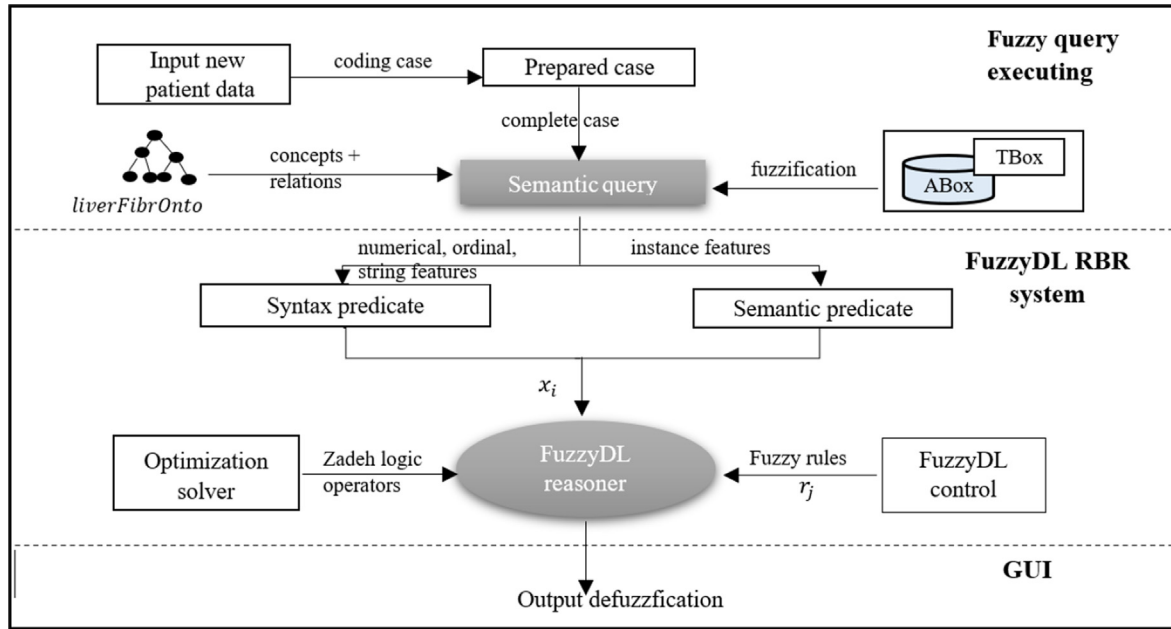 Input new
patient data
coding case
Prepared case
Fuzzy query
executing
complete case
concepts +
relations
liverFibrOnto
Semantic query
fuzzification
TBox
ABox
numerical, ordinal,
string features
instance features
FuzzyDL RBR
system
Syntax predicate
Semantic predicate
x_i
Optimization
solver
Zadeh logic
operators
FuzzyDL
reasoner
Fuzzy rules
r_j
FuzzyDL
control
GUI
Output defuzzfication